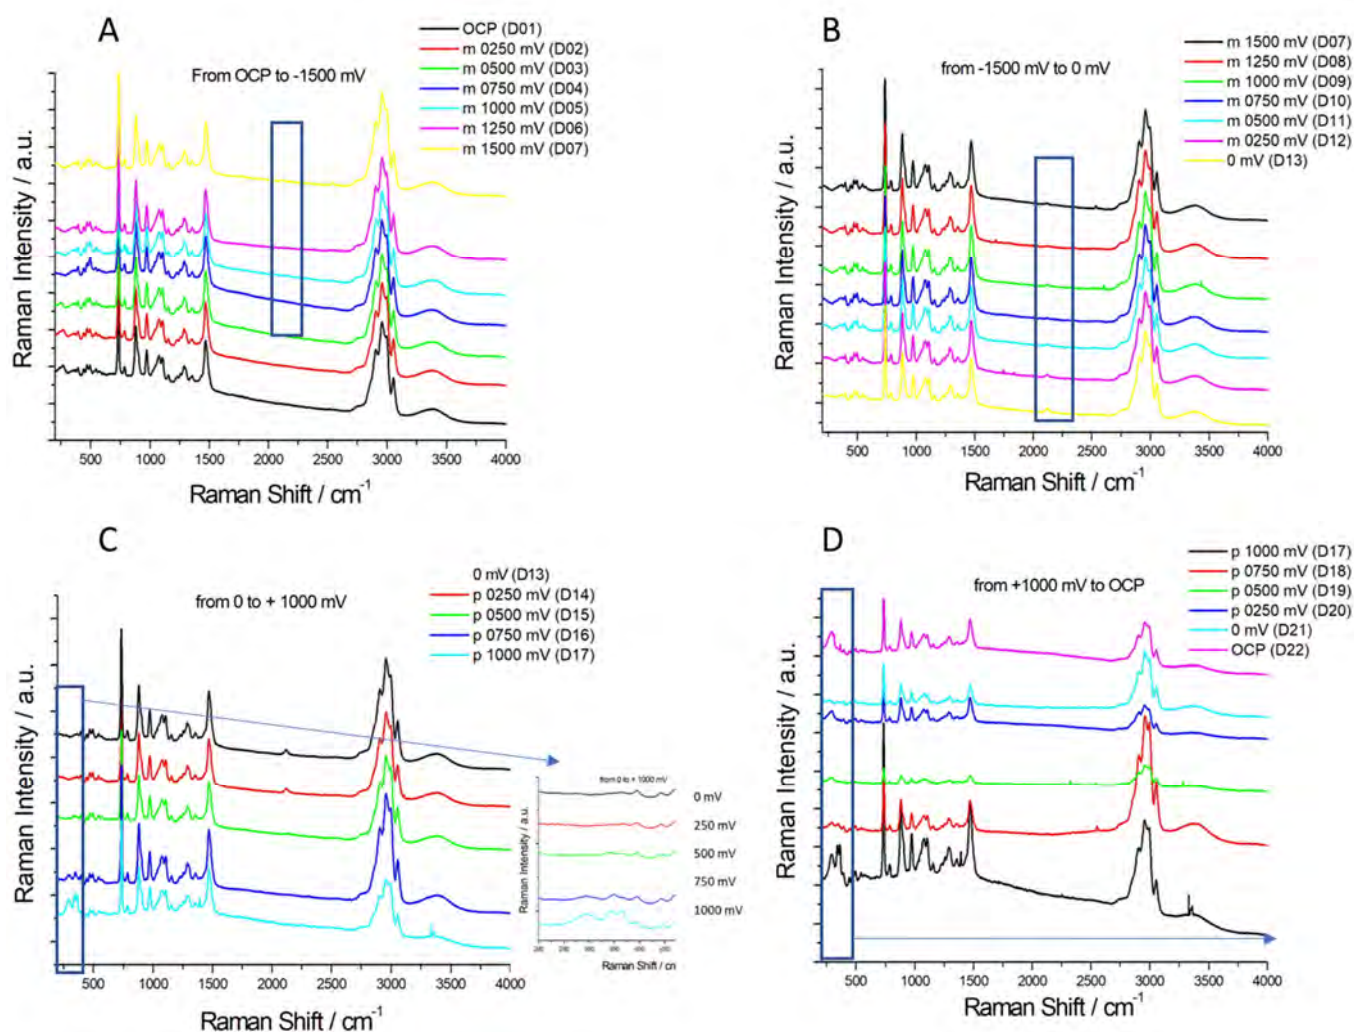 A
From OCP to -1500 mV
OCP (D01)
m 0250 mV (D02)
m 0500 mV (D03)
m 0750 mV (D04)
m 1000 mV (D05)
m 1250 mV (D06)
m 1500 mV (D07)
Raman Intensity / a.u.
500 1000 1500 2000 2500 3000 3500 4000
Raman Shift / cm-1
B
from -1500 mV to 0 mV
m 1500 mV (D07)
m 1250 mV (D08)
m 1000 mV (D09)
m 0750 mV (D10)
m 0500 mV (D11)
m 0250 mV (D12)
0 mV (D13)
Raman Intensity / a.u.
500 1000 1500 2000 2500 3000 3500 4000
Raman Shift / cm-1
C
from 0 to + 1000 mV
0 mV (D13)
p 0250 mV (D14)
p 0500 mV (D15)
p 0750 mV (D16)
p 1000 mV (D17)
Raman Intensity / a.u.
500 1000 1500 2000 2500 3000 3500 4000
Raman Shift / cm-1
from 0 to + 1000 mV
0 mV
250 mV
500 mV
750 mV
1000 mV
Raman Intensity / a.u.
Raman Shift / cm
D
from +1000 mV to OCP
p 1000 mV (D17)
p 0750 mV (D18)
p 0500 mV (D19)
p 0250 mV (D20)
0 mV (D21)
OCP (D22)
Raman Intensity / a.u.
500 1000 1500 2000 2500 3000 3500 4000
Raman Shift / cm-1